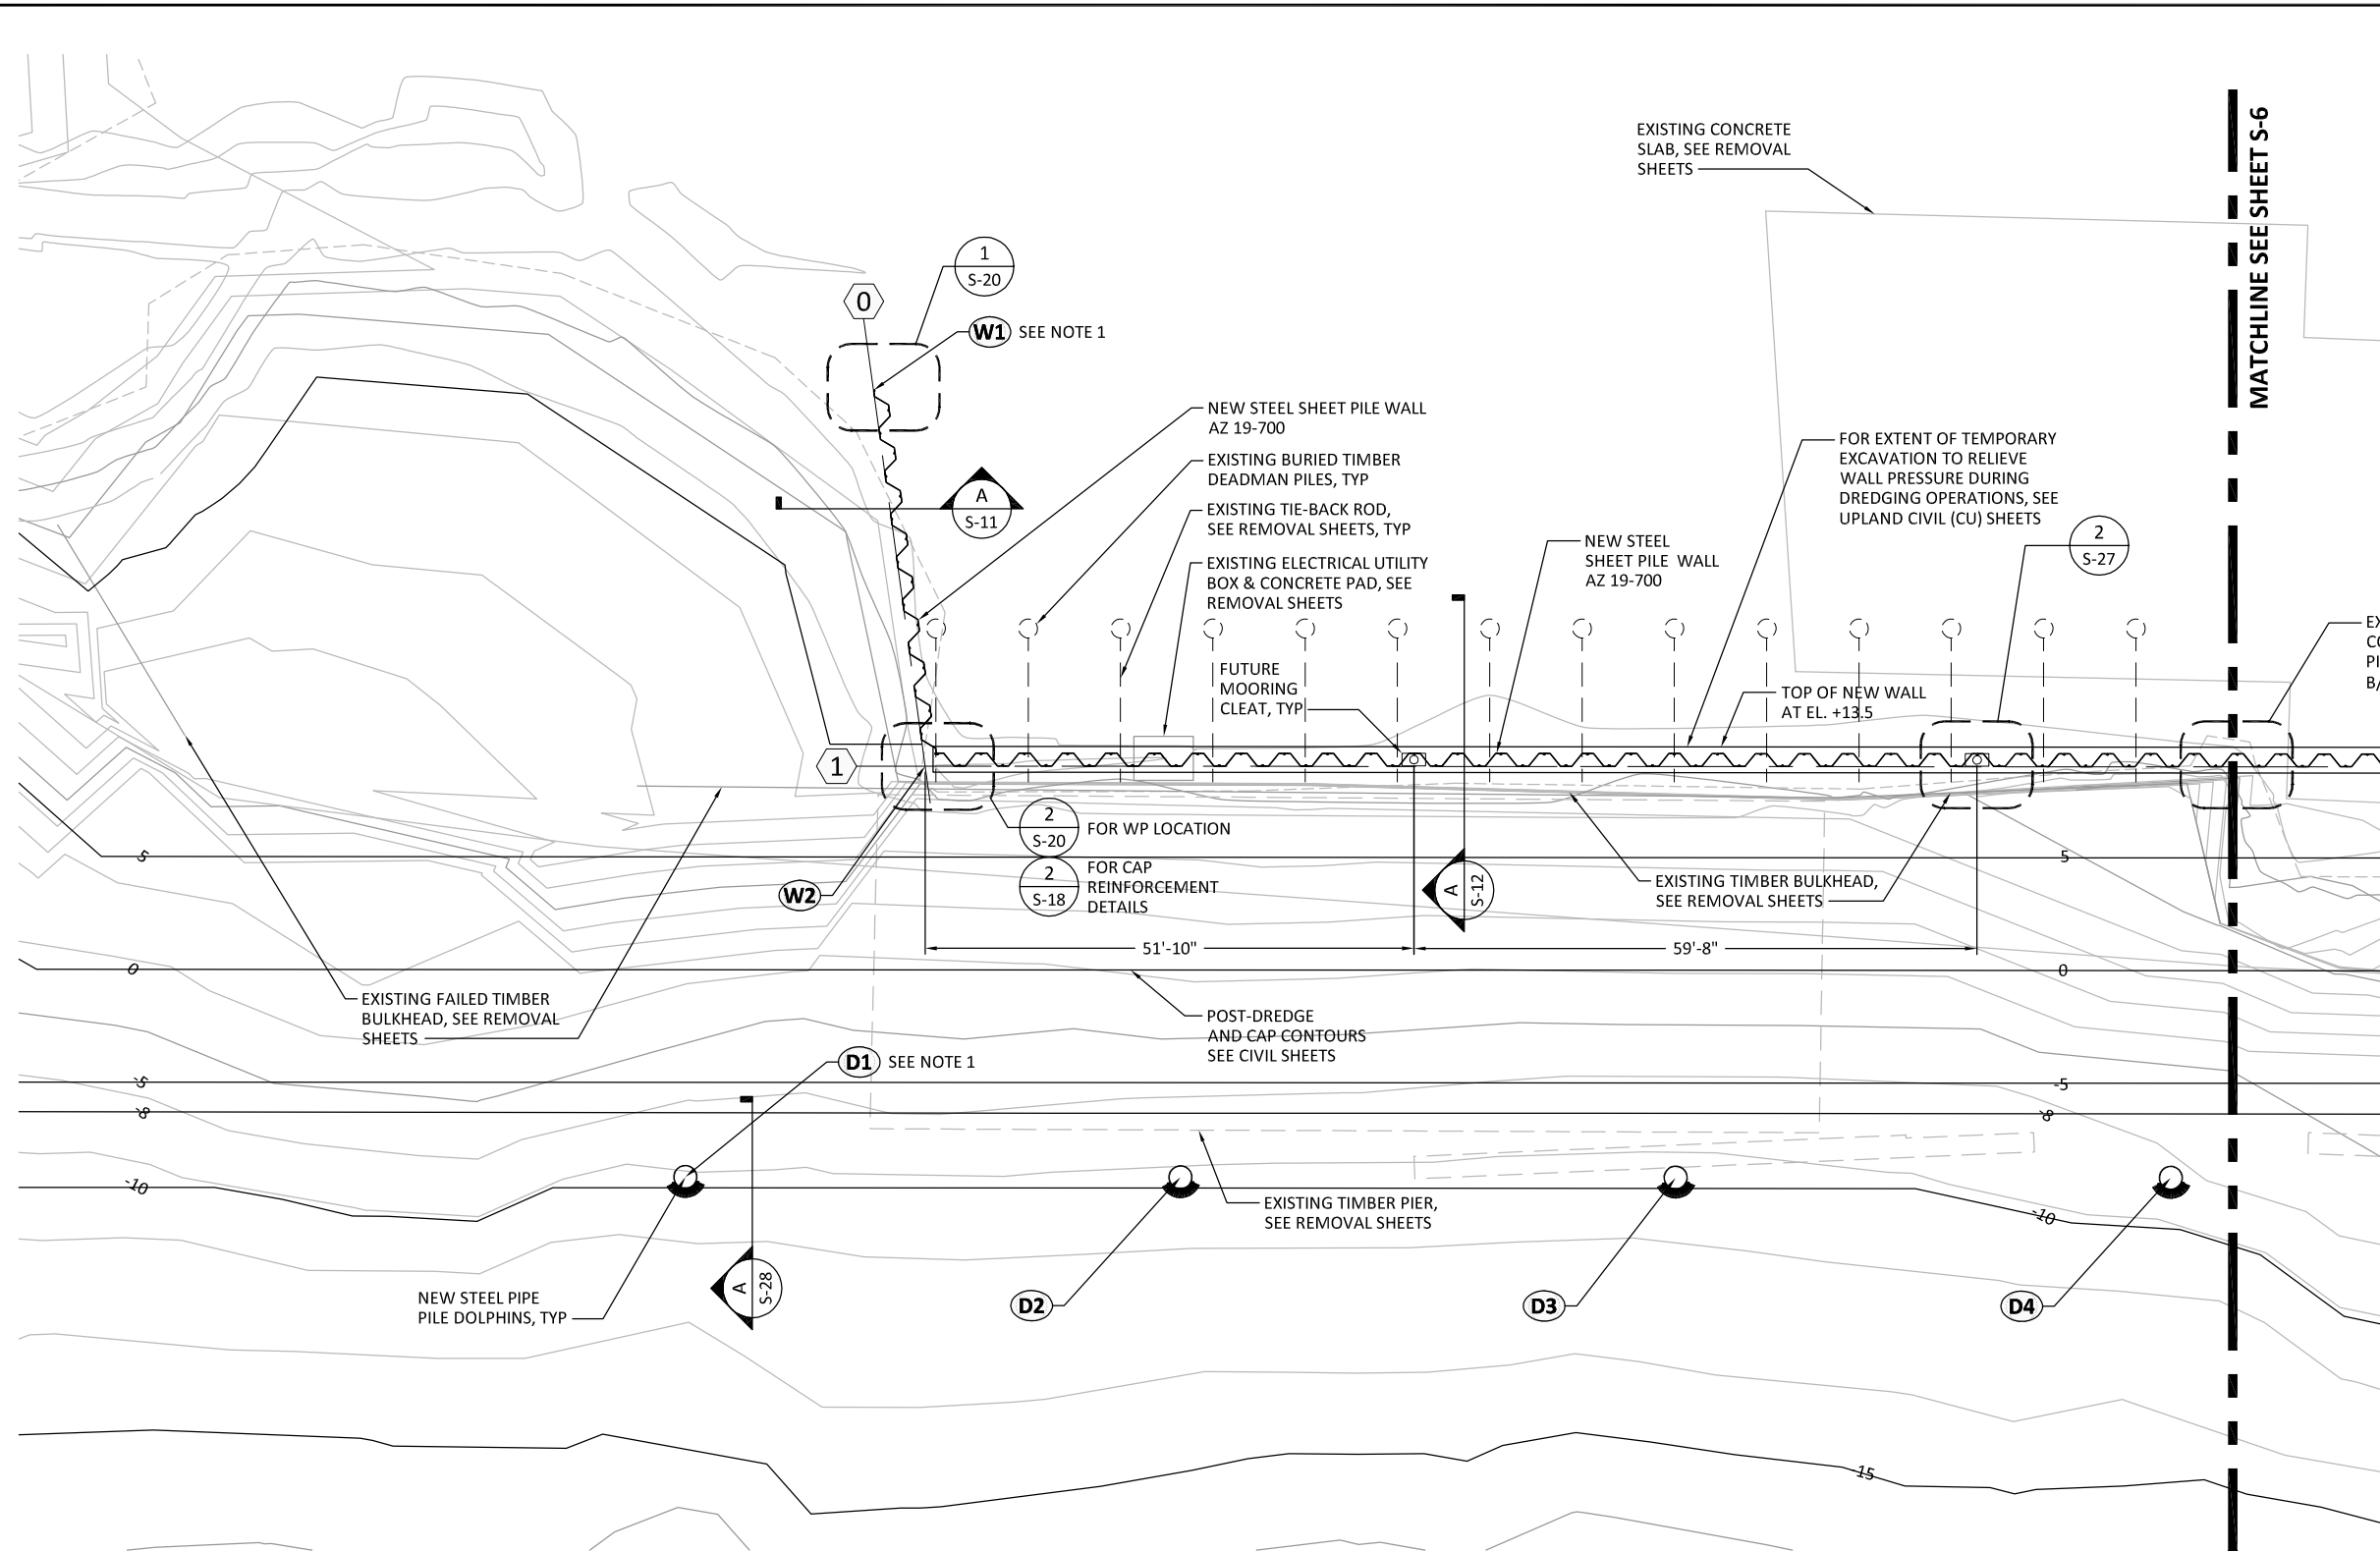 MATCHLINE SEE SHEET S-6
EXISTING CONCRETE
SLAB, SEE REMOVAL
SHEETS
1
S-20
0
W1 SEE NOTE 1
NEW STEEL SHEET PILE WALL
AZ 19-700
EXISTING BURIED TIMBER
DEADMAN PILES, TYP
EXISTING TIE-BACK ROD,
SEE REMOVAL SHEETS, TYP
EXISTING ELECTRICAL UTILITY
BOX & CONCRETE PAD, SEE
REMOVAL SHEETS
A
S-11
FOR EXTENT OF TEMPORARY
EXCAVATION TO RELIEVE
WALL PRESSURE DURING
DREDGING OPERATIONS, SEE
UPLAND CIVIL (CU) SHEETS
2
S-27
NEW STEEL
SHEET PILE WALL
AZ 19-700
FUTURE
MOORING
CLEAT, TYP
TOP OF NEW WALL
AT EL. +13.5
1
2
S-20
FOR WP LOCATION
2
S-18
FOR CAP
REINFORCEMENT
DETAILS
W2
A
S-12
EXISTING TIMBER BULKHEAD,
SEE REMOVAL SHEETS
5
5
51'-10"
59'-8"
0
0
EXISTING FAILED TIMBER
BULKHEAD, SEE REMOVAL
SHEETS
POST-DREDGE
AND CAP CONTOURS
SEE CIVIL SHEETS
D1 SEE NOTE 1
-5
-5
-8
-8
-10
-10
EXISTING TIMBER PIER,
SEE REMOVAL SHEETS
A
S-28
NEW STEEL PIPE
PILE DOLPHINS, TYP
D2
D3
D4
-15